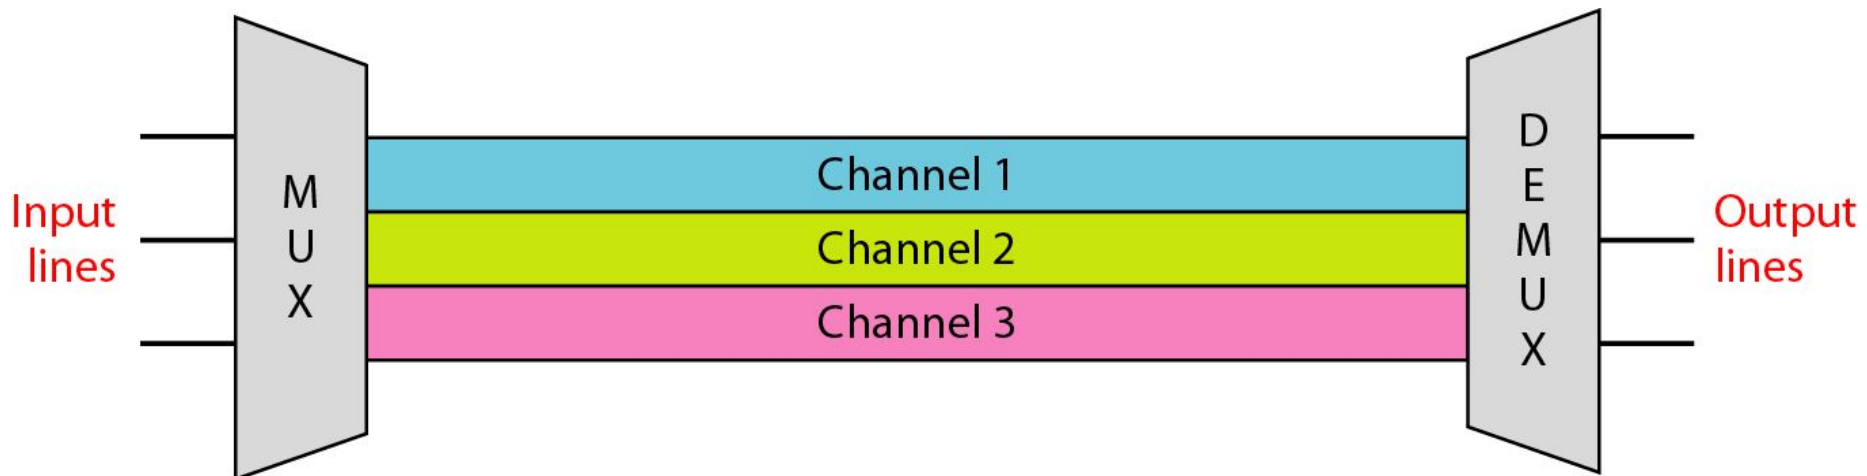 Input
lines
M
U
X
Channel 1
Channel 2
Channel 3
D
E
M
U
X
Output
lines